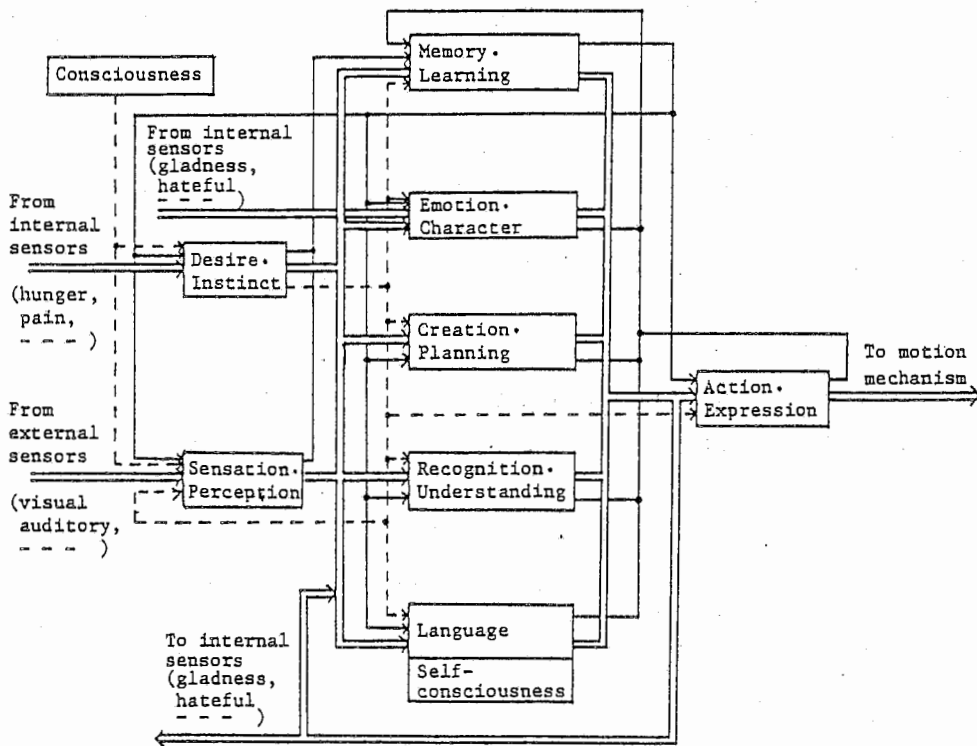 Memory·
Learning
Consciousness
From internal
sensors
(gladness,
hateful
- - - )
From
internal
sensors
Emotion·
Character
Desire·
Instinct
(hunger,
pain,
- - - )
Creation·
Planning
To motion
mechanism
Action·
Expression
From
external
sensors
Sensation·
Perception
Recognition·
Understanding
(visual
auditory,
- - - )
Language
To internal
sensors
(gladness,
hateful
- - - )
Self-
consciousness